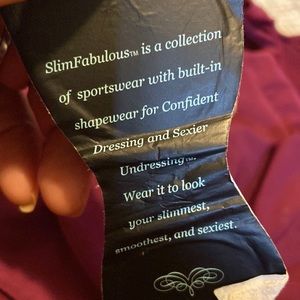 SlimFabulous™ is a collection
of sportswear with built-in
shapewear for Confident
Dressing and Sexier
Undressing™.
Wear it to look
your slimmest,
smoothest, and sexiest.